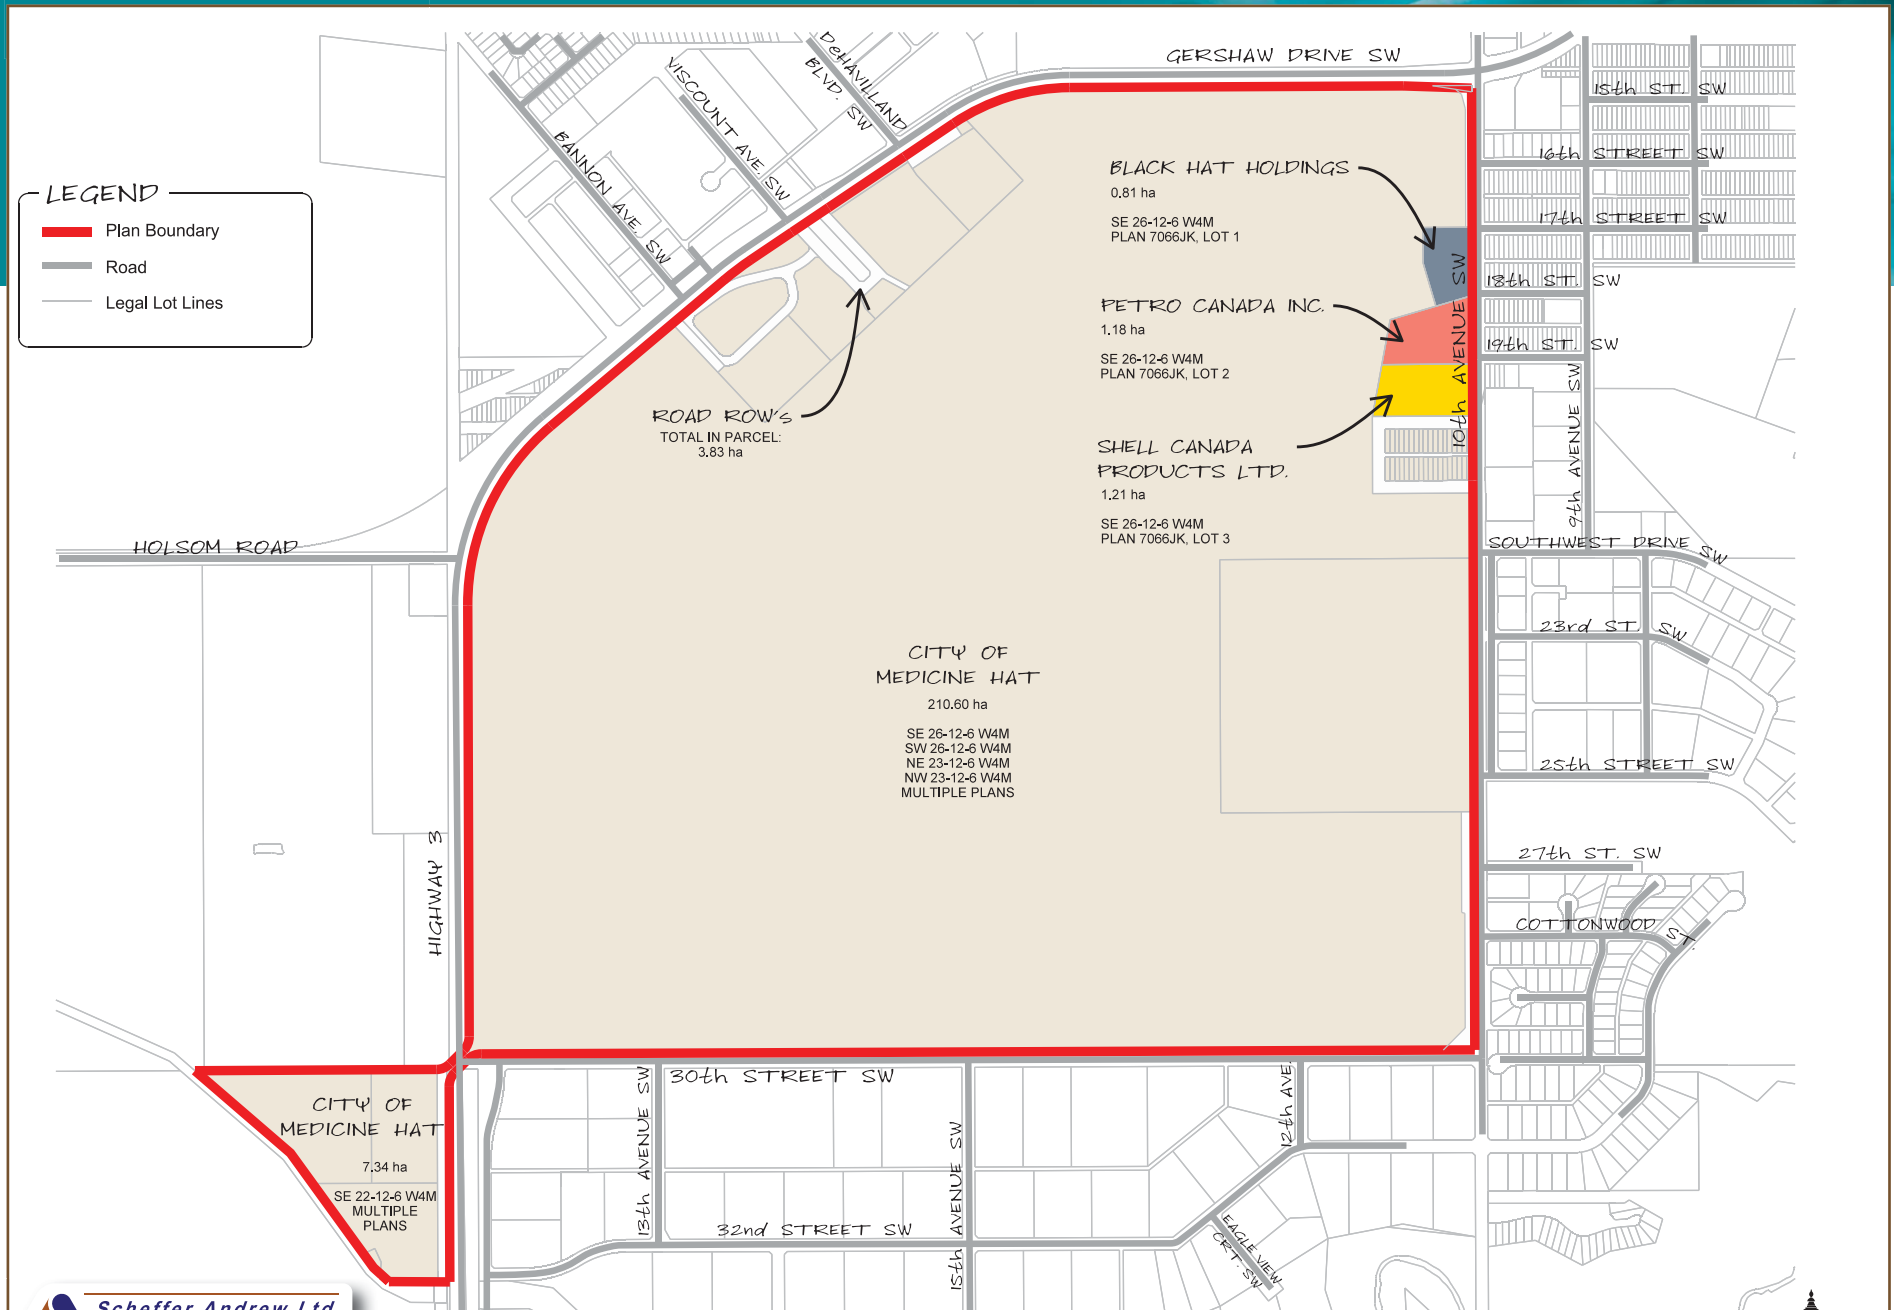 GERSHAW DRIVE SW
DeHAVILLAND
BLVD. SW
VISCOUNT AVE. SW
BANNON AVE. SW
15th ST. SW
16th STREET SW
17th STREET SW
18th ST. SW
19th ST. SW
LEGEND
Plan Boundary
Road
Legal Lot Lines
BLACK HAT HOLDINGS
0.81 ha
SE 26-12-6 W4M
PLAN 7066JK, LOT 1
PETRO CANADA INC.
1.18 ha
SE 26-12-6 W4M
PLAN 7066JK, LOT 2
10th AVENUE SW
9th AVENUE SW
ROAD ROW's
TOTAL IN PARCEL:
3.83 ha
SHELL CANADA
PRODUCTS LTD.
1.21 ha
SE 26-12-6 W4M
PLAN 7066JK, LOT 3
HOLSOM ROAD
SOUTHWEST DRIVE SW
23rd ST. SW
CITY OF
MEDICINE HAT
210.60 ha
SE 26-12-6 W4M
SW 26-12-6 W4M
NE 23-12-6 W4M
NW 23-12-6 W4M
MULTIPLE PLANS
25th STREET SW
HIGHWAY 3
27th ST. SW
COTTONWOOD ST.
30th STREET SW
CITY OF
MEDICINE HAT
7.34 ha
SE 22-12-6 W4M
MULTIPLE
PLANS
13th AVENUE SW
15th AVENUE SW
12th AVE.
32nd STREET SW
EAGLE VIEW
CRT. SW
Scheffer Andrew Ltd